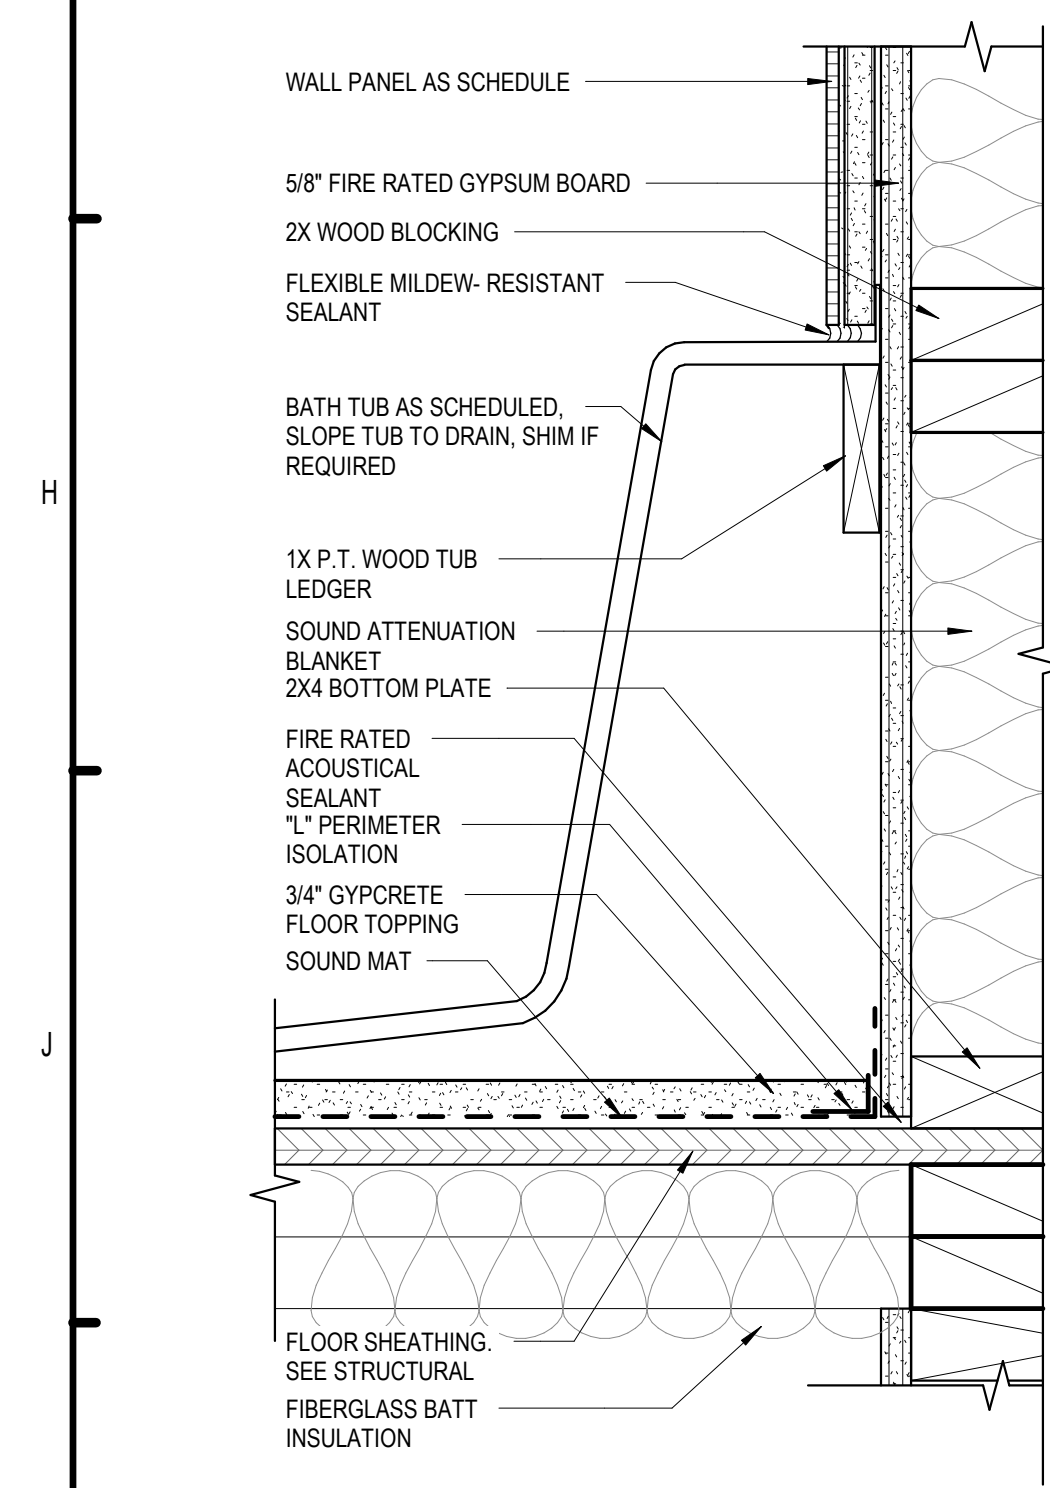 WALL PANEL AS SCHEDULE
5/8" FIRE RATED GYPSUM BOARD
2X WOOD BLOCKING
FLEXIBLE MILDEW- RESISTANT
SEALANT
BATH TUB AS SCHEDULED,
SLOPE TUB TO DRAIN, SHIM IF
REQUIRED
H
1X P.T. WOOD TUB
LEDGER
SOUND ATTENUATION
BLANKET
2X4 BOTTOM PLATE
FIRE RATED
ACOUSTICAL
SEALANT
"L" PERIMETER
ISOLATION
3/4" GYPCRETE
FLOOR TOPPING
SOUND MAT
J
FLOOR SHEATHING.
SEE STRUCTURAL
FIBERGLASS BATT
INSULATION